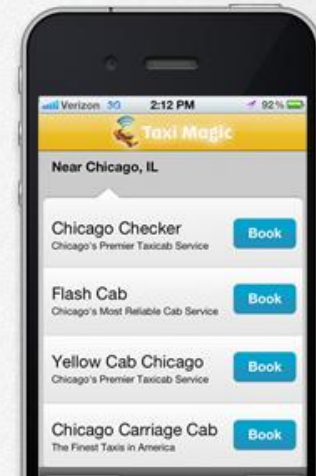 Verizon 3G 2:12 PM 92%
Taxi Magic
Near Chicago, IL
Chicago Checker
Chicago's Premier Taxicab Service
Book
Flash Cab
Chicago's Most Reliable Cab Service
Book
Yellow Cab Chicago
Chicago's Premier Taxicab Service
Book
Chicago Carriage Cab
The Finest Taxis in America
Book